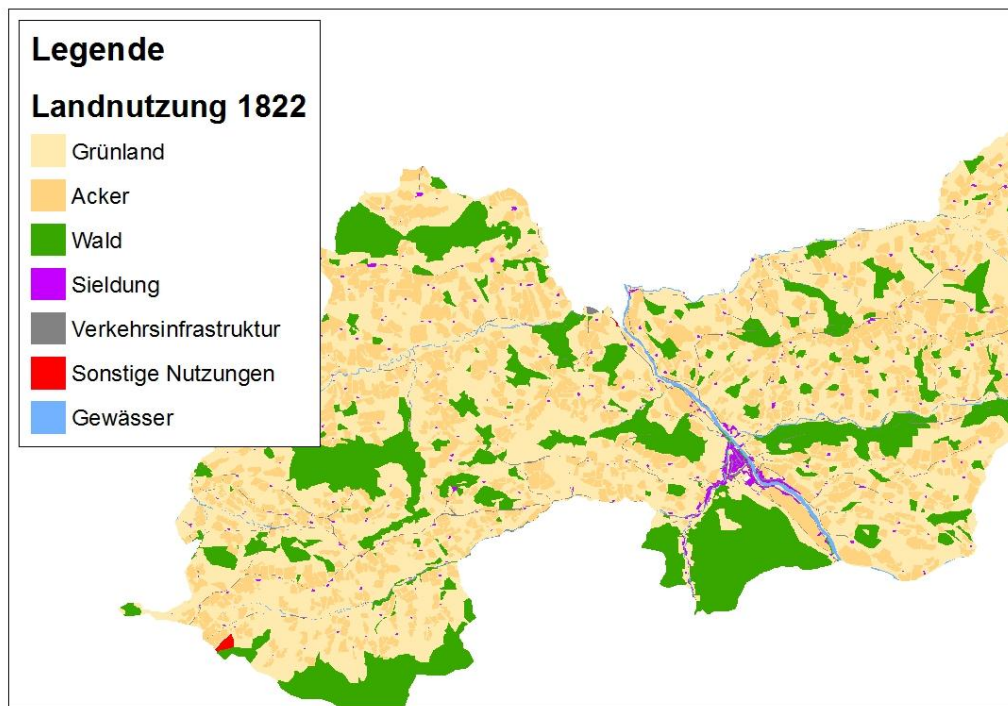 Legende
Landnutzung 1822
Grünland
Acker
Wald
Sieldung
Verkehrsinfrastruktur
Sonstige Nutzungen
Gewässer